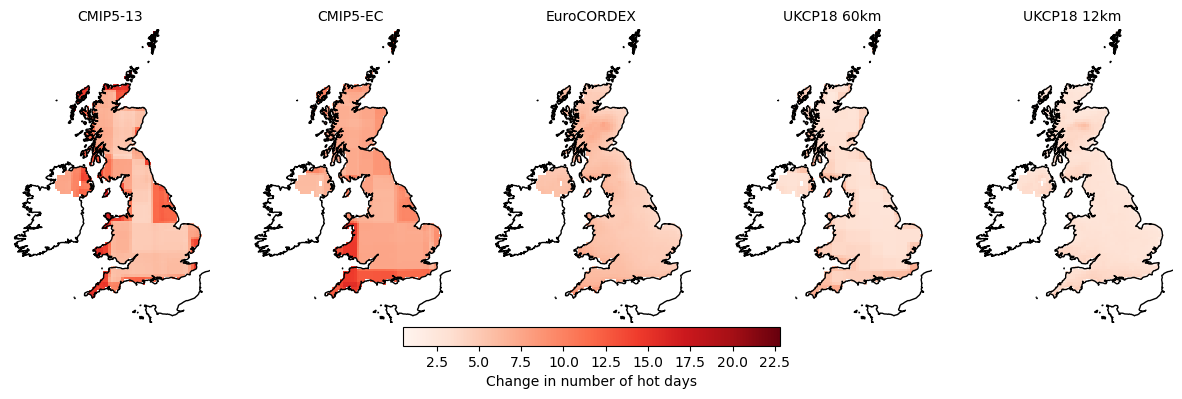 CMIP5-13 CMIP5-EC EuroCORDEX UKCP18 60km UKCP18 12km
2.5 5.0 7.5 10.0 12.5 15.0 17.5 20.0 22.5
Change in number of hot days